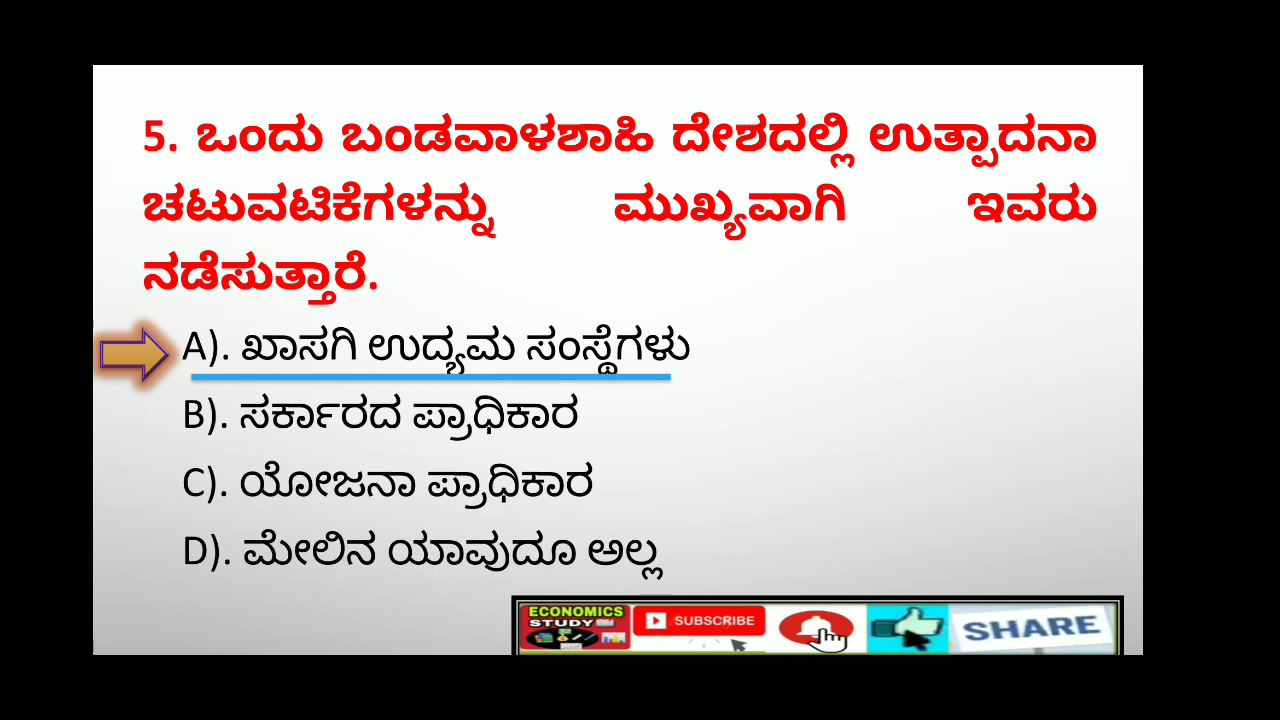 5. ಒಂದು ಬಂಡವಾಳಶಾಹಿ ದೇಶದಲ್ಲಿ ಉತ್ಪಾದನಾ
ಚಟುವಟಿಕೆಗಳನ್ನು ಮುಖ್ಯವಾಗಿ ಇವರು
ನಡೆಸುತ್ತಾರೆ.
A). ಖಾಸಗಿ ಉದ್ಯಮ ಸಂಸ್ಥೆಗಳು
B). ಸರ್ಕಾರದ ಪ್ರಾಧಿಕಾರ
C). ಯೋಜನಾ ಪ್ರಾಧಿಕಾರ
D). ಮೇಲಿನ ಯಾವುದೂ ಅಲ್ಲ
ECONOMICS
STUDY
SUBSCRIBE
SHARE